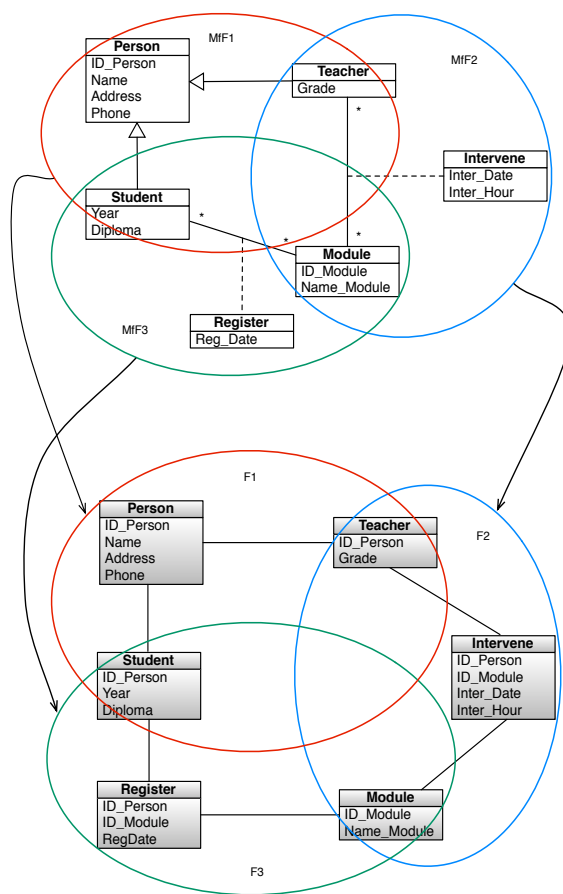 MfF1
MfF2
Person
ID_Person
Name
Address
Phone
Teacher
Grade
*
Intervene
Inter_Date
Inter_Hour
Student
Year
Diploma
*
*
*
Module
ID_Module
Name_Module
Register
Reg_Date
MfF3
F1
F2
Person
ID_Person
Name
Address
Phone
Teacher
ID_Person
Grade
Intervene
ID_Person
ID_Module
Inter_Date
Inter_Hour
Student
ID_Person
Year
Diploma
Register
ID_Person
ID_Module
RegDate
Module
ID_Module
Name_Module
F3